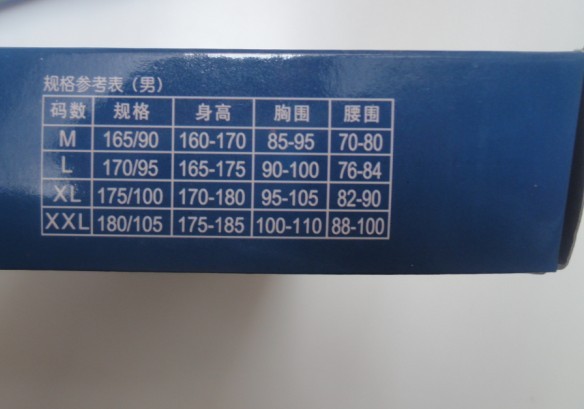 规格参考表（男）
码数 规格 身高 胸围 腰围
M 165/90 160-170 85-95 70-80
L 170/95 165-175 90-100 76-84
XL 175/100 170-180 95-105 82-90
XXL 180/105 175-185 100-110 88-100